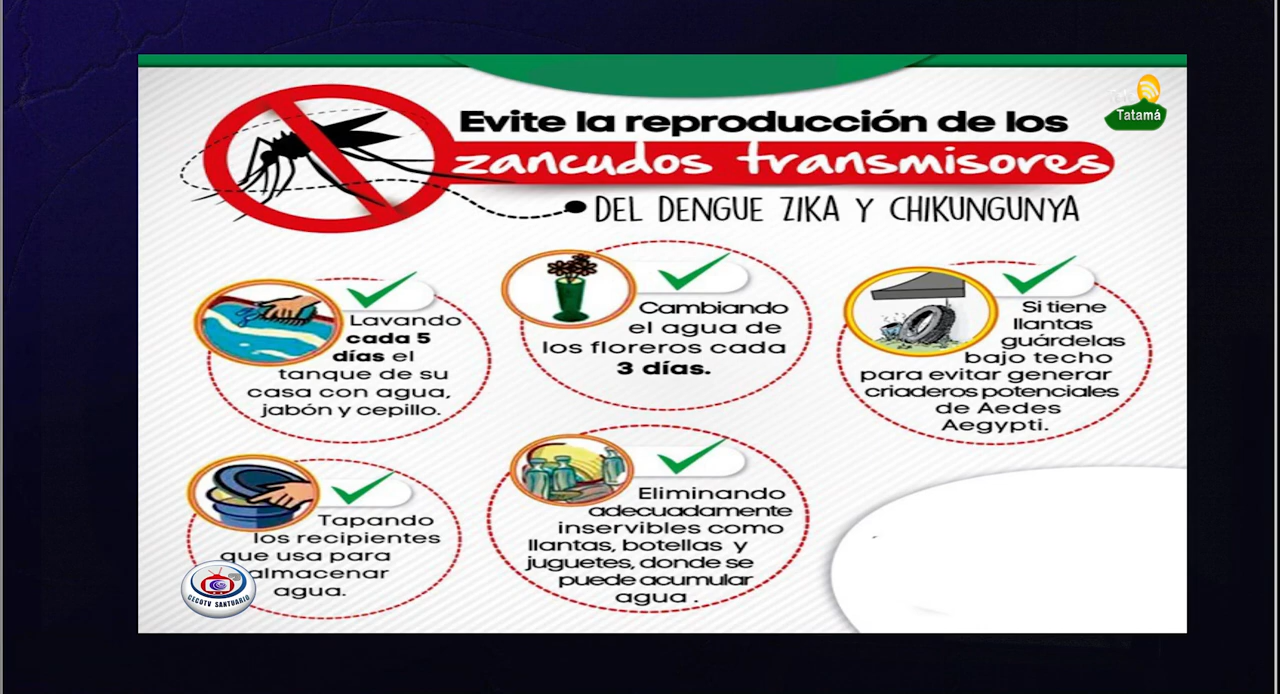 Evite la reproducción de los
zancudos transmisores
DEL DENGUE ZIKA Y CHIKUNGUNYA
Tatamá
Lavando
cada 5
días el
tanque de su
casa con agua,
jabón y cepillo.
Cambiando
el agua de
los floreros cada
3 días.
Si tiene
llantas
guárdelas
bajo techo
para evitar generar
criaderos potenciales
de Aedes
Aegypti.
Tapando
los recipientes
que usa para
almacenar
agua.
Eliminando
adecuadamente
inservibles como
llantas, botellas y
juguetes, donde se
puede acumular
agua .
CECOTV SANTUARIO